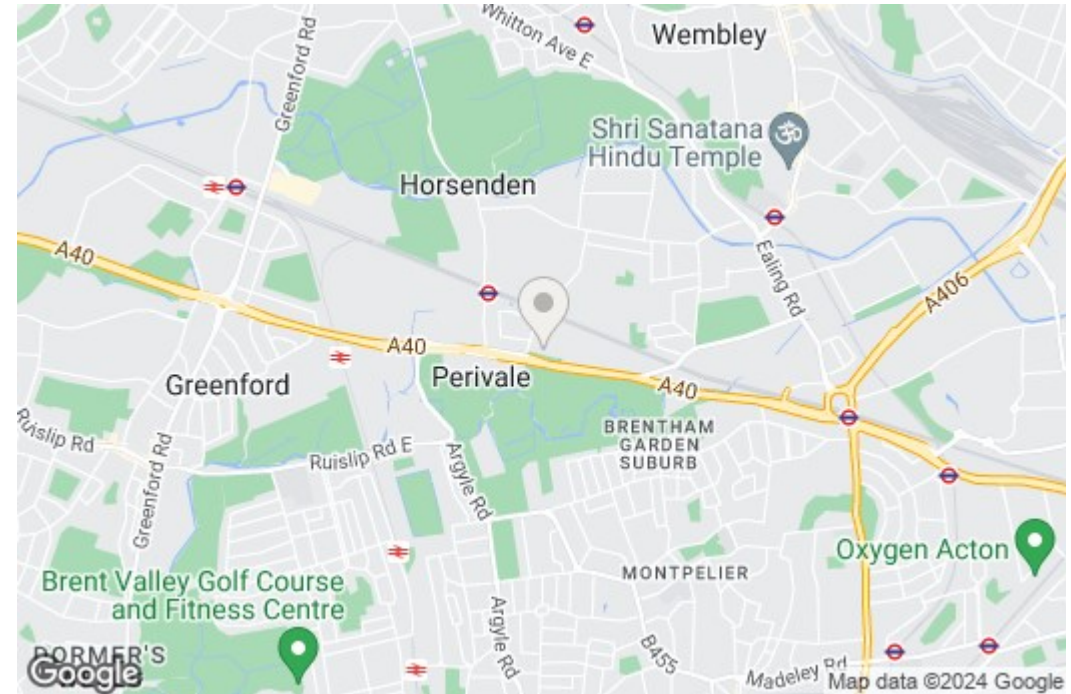 Whitton Ave E
Wembley
Greenford Rd
Shri Sanatana
Hindu Temple
Horsenden
A40
Ealing Rd
A406
A40
Perivale
A40
Greenford
BRENTHAM
GARDEN
SUBURB
Ruislip Rd
Ruislip Rd E
Argyle Rd
Greenford Rd
Oxygen Acton
MONTPELIER
Brent Valley Golf Course
and Fitness Centre
Argyle Rd
B455
Madeley Rd
DORMER'S
Google
Map data ©2024 Google